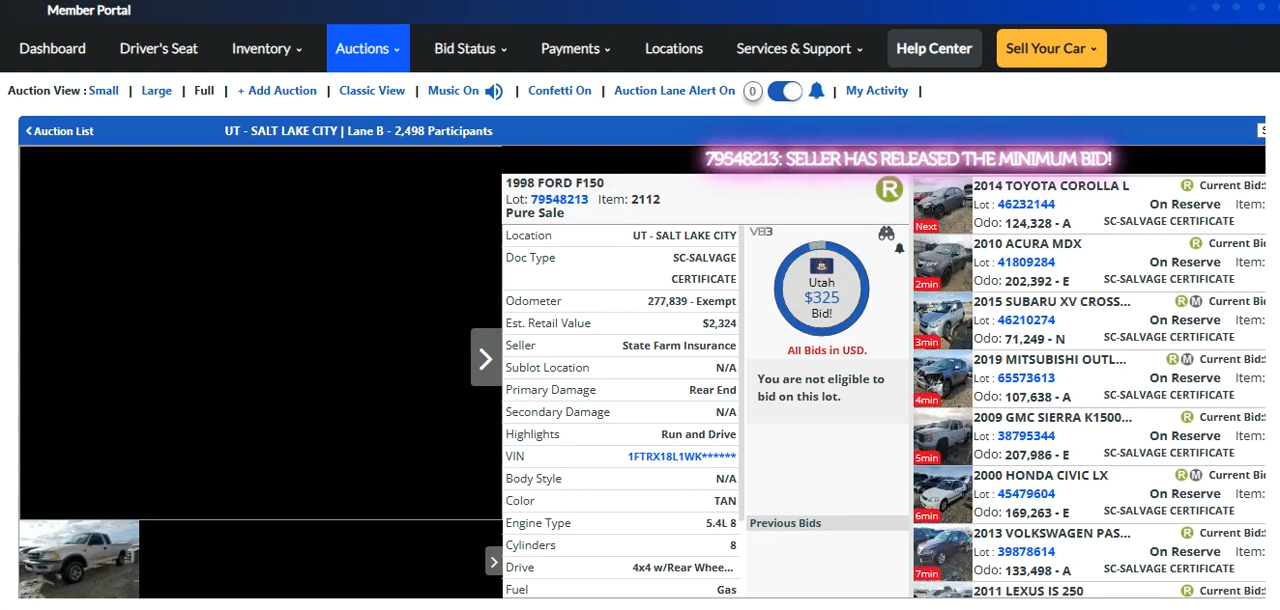 Member Portal
Dashboard Driver's Seat Inventory Auctions Bid Status Payments Locations Services & Support Help Center Sell Your Car
Auction View : Small | Large | Full | + Add Auction | Classic View | Music On | Confetti On | Auction Lane Alert On 0 | My Activity |
Auction List UT - SALT LAKE CITY | Lane B - 2,498 Participants
79548213: SELLER HAS RELEASED THE MINIMUM BID!
1998 FORD F150
R
Lot: 79548213 Item: 2112
Pure Sale
Location UT - SALT LAKE CITY
Doc Type SC-SALVAGE
CERTIFICATE
Odometer 277,839 - Exempt
Est. Retail Value $2,324
Seller State Farm Insurance
Sublot Location N/A
Primary Damage Rear End
Secondary Damage N/A
Highlights Run and Drive
VIN 1FTRX18L1WK******
Body Style N/A
Color TAN
Engine Type 5.4L 8
Cylinders 8
Drive 4x4 w/Rear Whee...
Fuel Gas
VB3
Utah
$325
Bid!
All Bids in USD.
You are not eligible to
bid on this lot.
Previous Bids
2014 TOYOTA COROLLA L R Current Bid:
Lot : 46232144 On Reserve Item:
Next Odo: 124,328 - A SC-SALVAGE CERTIFICATE
2010 ACURA MDX R Current Bid
Lot : 41809284 On Reserve Item:
2min Odo: 202,392 - E SC-SALVAGE CERTIFICATE
2015 SUBARU XV CROSS... R M Current Bid
Lot : 46210274 On Reserve Item:
3min Odo: 71,249 - N SC-SALVAGE CERTIFICATE
2019 MITSUBISHI OUTL... R M Current Bid:
Lot : 65573613 On Reserve Item:
4min Odo: 107,638 - A SC-SALVAGE CERTIFICATE
2009 GMC SIERRA K1500... R Current Bid:
Lot : 38795344 On Reserve Item:
5min Odo: 207,986 - E SC-SALVAGE CERTIFICATE
2000 HONDA CIVIC LX R M Current Bid
Lot : 45479604 On Reserve Item:
6min Odo: 169,263 - E SC-SALVAGE CERTIFICATE
2013 VOLKSWAGEN PAS... R Current Bid:
Lot : 39878614 On Reserve Item:
7min Odo: 133,498 - A SC-SALVAGE CERTIFICATE
2011 LEXUS IS 250 R Current Bid: